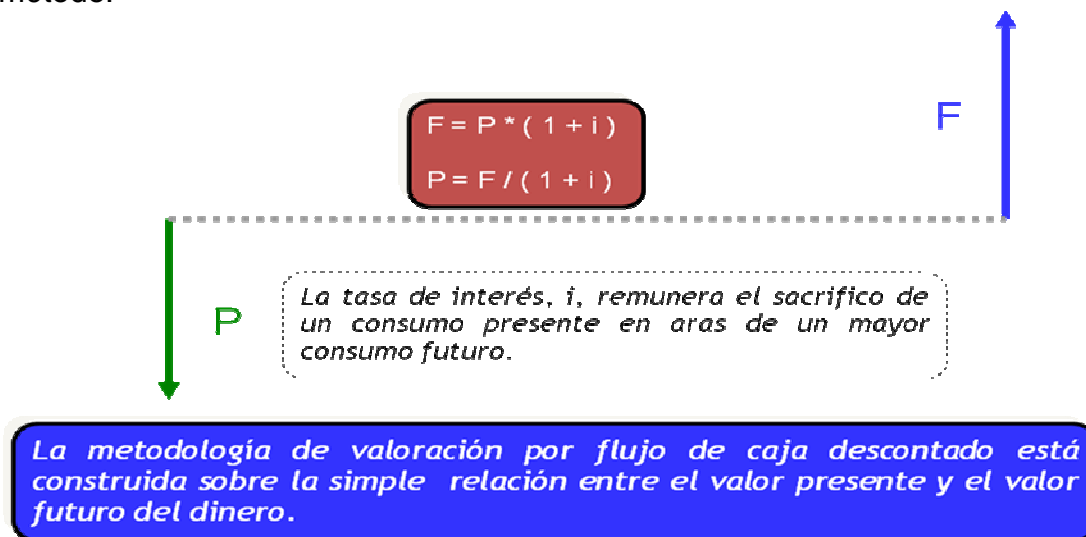 F = P * ( 1 + i )
F
P = F / ( 1 + i )
La tasa de interés, i, remunera el sacrifico de
P
un consumo presente en aras de un mayor
consumo futuro.
La metodología de valoración por flujo de caja descontado está
construida sobre la simple relación entre el valor presente y el valor
futuro del dinero.